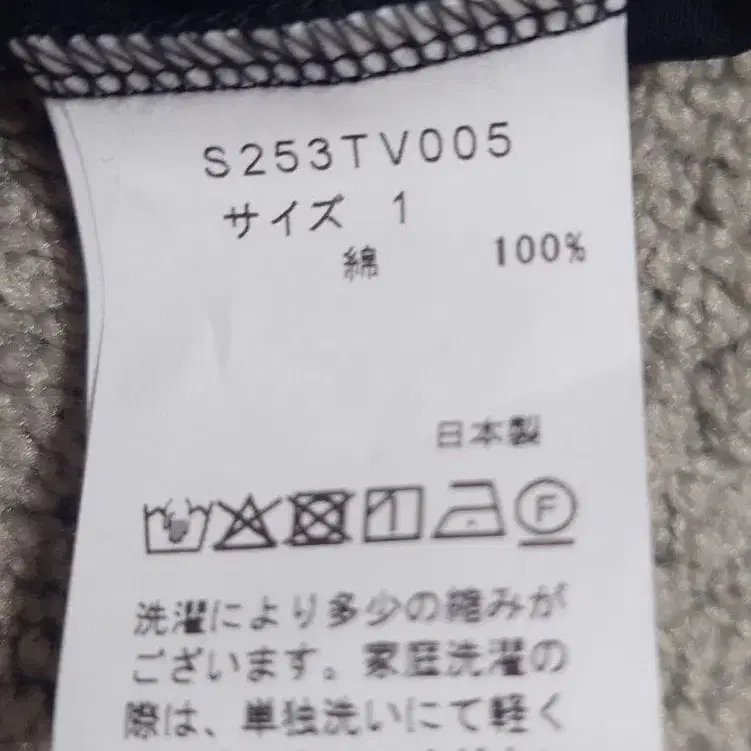 S253TV005
サイズ 1
綿 100%
日本製
F
洗濯により多少の縮みが
ございます。家庭洗濯の
際は、単独洗いにて軽く